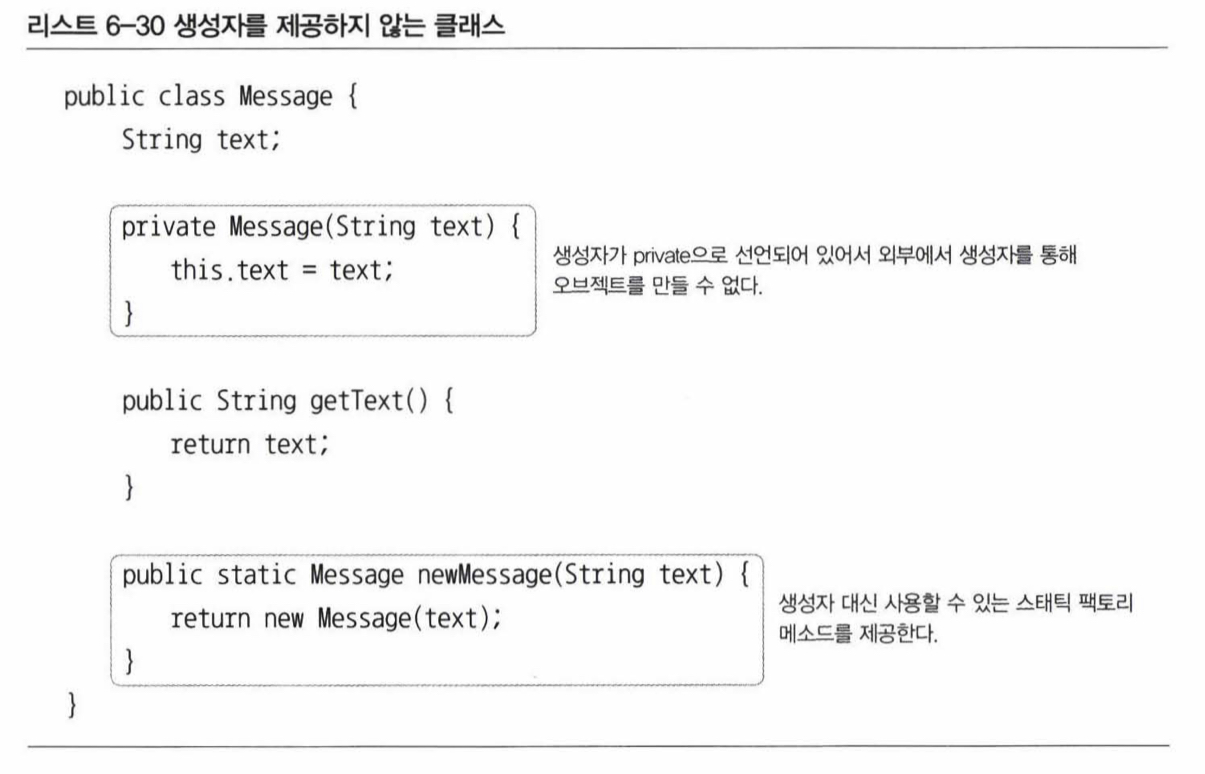 리스트 6-30 생성자를 제공하지 않는 클래스
public class Message {
String text;
private Message(String text) {
this.text = text;
}
생성자가 private으로 선언되어 있어서 외부에서 생성자를 통해
오브젝트를 만들 수 없다.
public String getText() {
return text;
}
public static Message newMessage(String text) {
return new Message(text);
}
생성자 대신 사용할 수 있는 스태틱 팩토리
메소드를 제공한다.
}